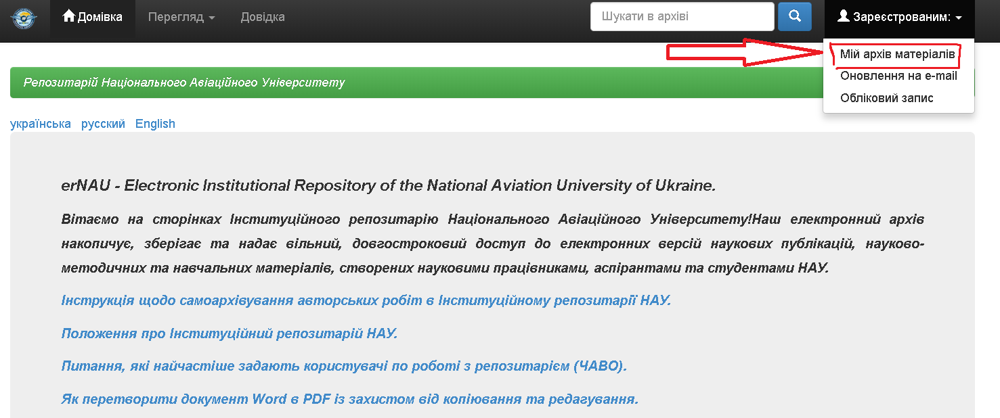 Домівка Перегляд Довідка Шукати в архіві Зареєстрованим:
Мій архів матеріалів
Оновлення на e-mail
Обліковий запис
Репозитарій Національного Авіаційного Університету
українська русский English
erNAU - Electronic Institutional Repository of the National Aviation University of Ukraine.
Вітаємо на сторінках Інституційного репозитарію Національного Авіаційного Університету!Наш електронний архів
накопичує, зберігає та надає вільний, довгостроковий доступ до електронних версій наукових публікацій, науково-
методичних та навчальних матеріалів, створених науковими працівниками, аспірантами та студентами НАУ.
Інструкція щодо самоархівування авторських робіт в Інституційному репозитарії НАУ.
Положення про Інституційний репозитарій НАУ.
Питання, які найчастіше задають користувачі по роботі з репозитарієм (ЧАВО).
Як перетворити документ Word в PDF із захистом від копіювання та редагування.